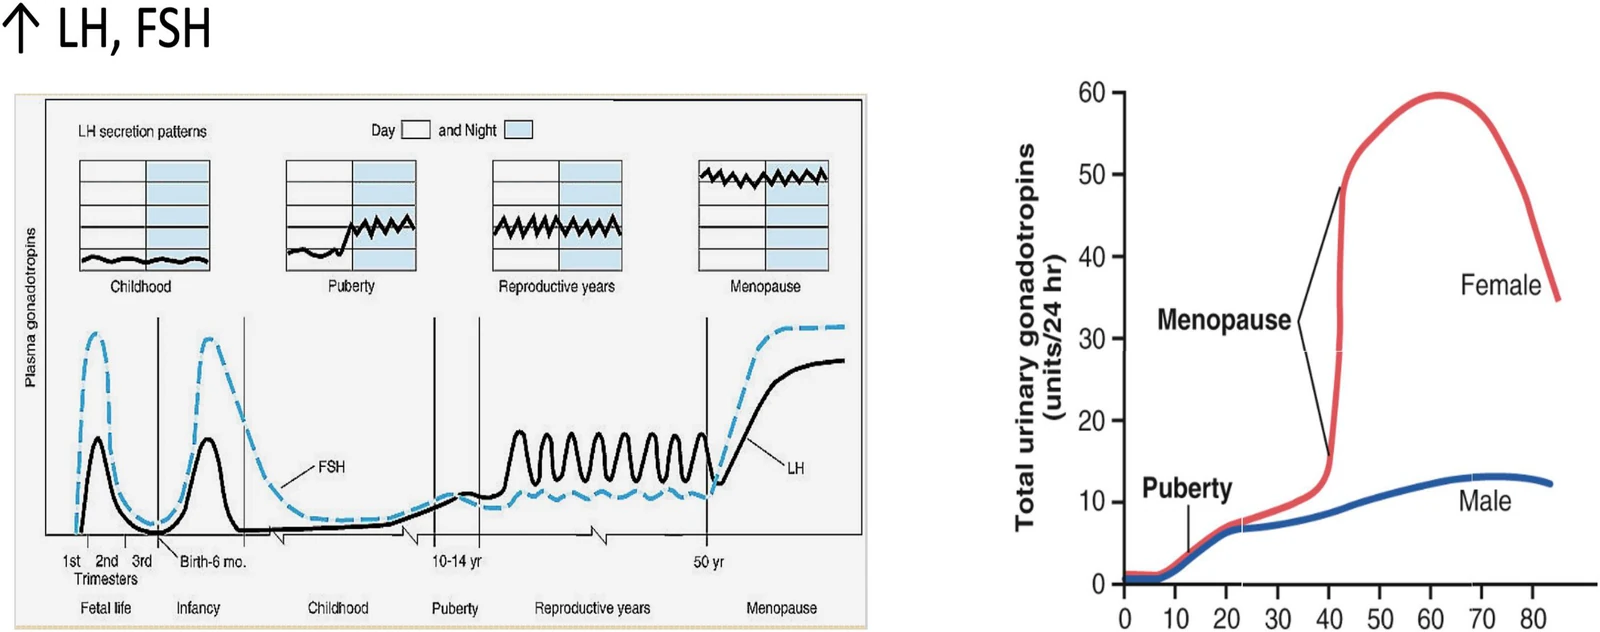 ↑ LH, FSH
LH secretion patterns
Day and Night
Childhood
Puberty
Reproductive years
Menopause
Plasma gonadotropins
FSH
LH
1st 2nd 3rd
Trimesters
Birth-6 mo.
10-14 yr
50 yr
Fetal life
Infancy
Childhood
Puberty
Reproductive years
Menopause
Total urinary gonadotropins
(units/24 hr)
60
50
40
30
20
10
0
Menopause
Puberty
Female
Male
0 10 20 30 40 50 60 70 80